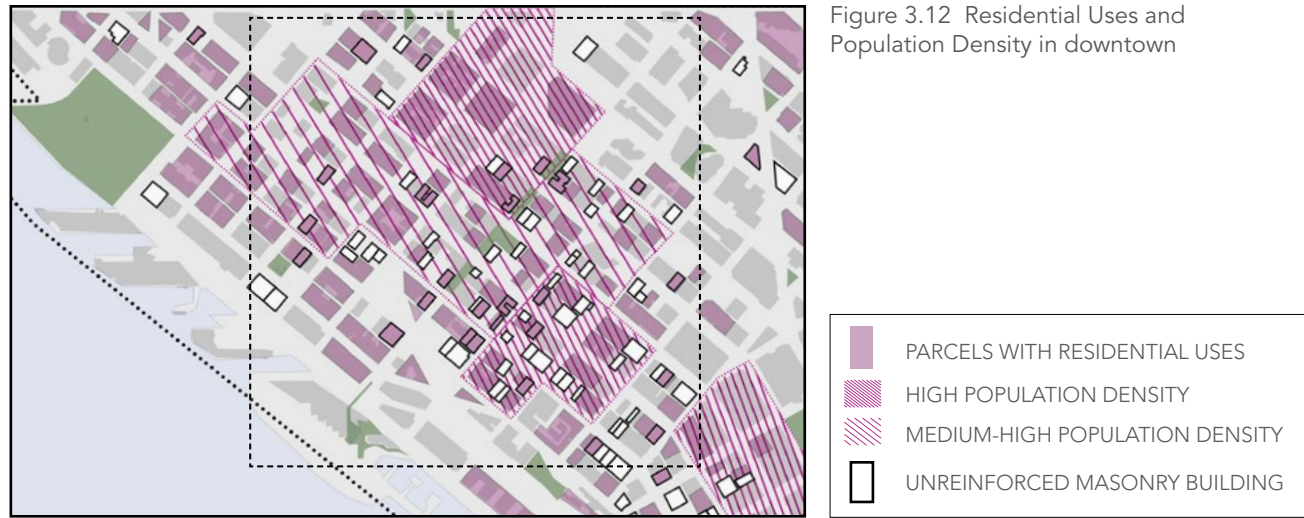 Figure 3.12 Residential Uses and
Population Density in downtown
PARCELS WITH RESIDENTIAL USES
HIGH POPULATION DENSITY
MEDIUM-HIGH POPULATION DENSITY
UNREINFORCED MASONRY BUILDING